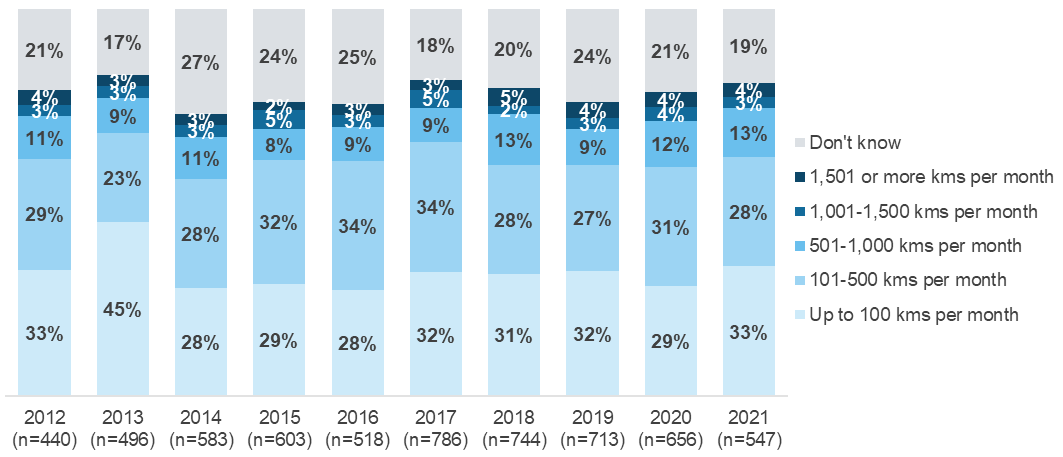 21% 17% 27% 24% 25% 18% 20% 24% 21% 19%
4% 3% 3% 2% 3% 3% 5% 4% 4% 4%
3% 3% 3% 5% 3% 5% 2% 3% 4% 3%
11% 9% 11% 8% 9% 9% 13% 9% 12% 13%
29% 23% 28% 32% 34% 34% 28% 27% 31% 28%
33% 45% 28% 29% 28% 32% 31% 32% 29% 33%
2012 2013 2014 2015 2016 2017 2018 2019 2020 2021
(n=440) (n=496) (n=583) (n=603) (n=518) (n=786) (n=744) (n=713) (n=656) (n=547)
Don't know
1,501 or more kms per month
1,001-1,500 kms per month
501-1,000 kms per month
101-500 kms per month
Up to 100 kms per month